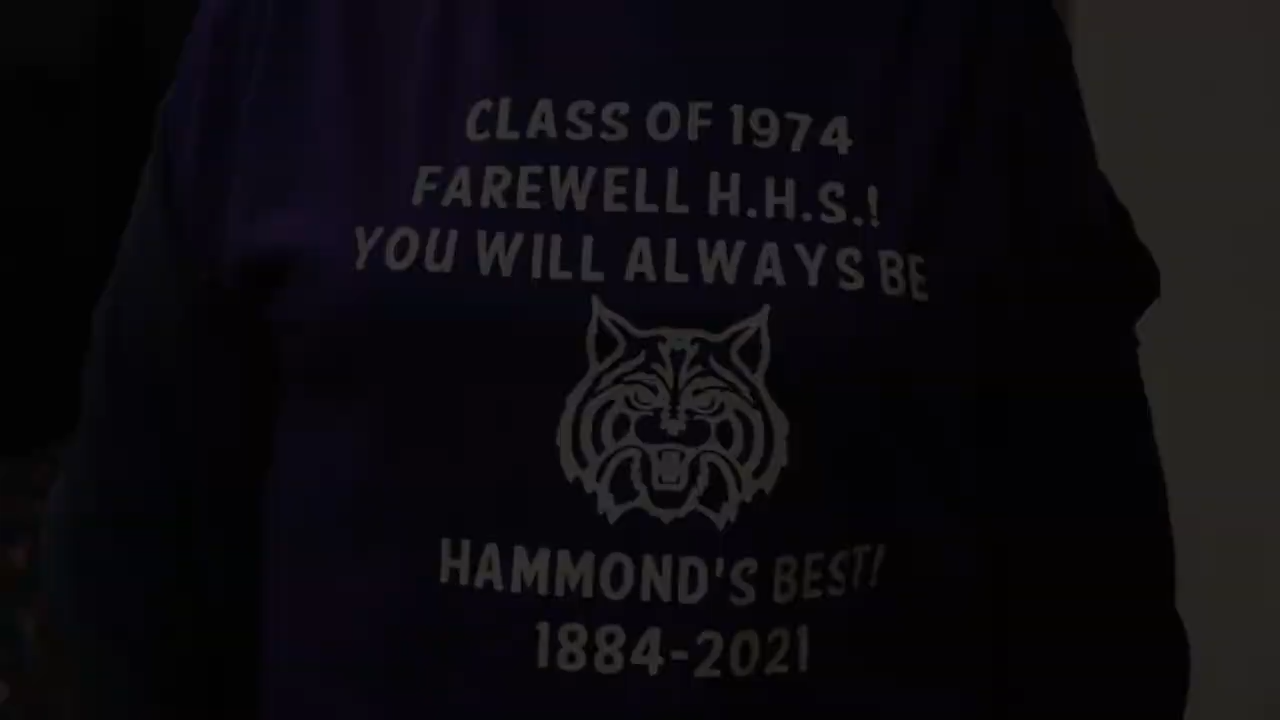 CLASS OF 1974
FAREWELL H.H.S.!
YOU WILL ALWAYS BE
HAMMOND'S BEST!
1884-2021